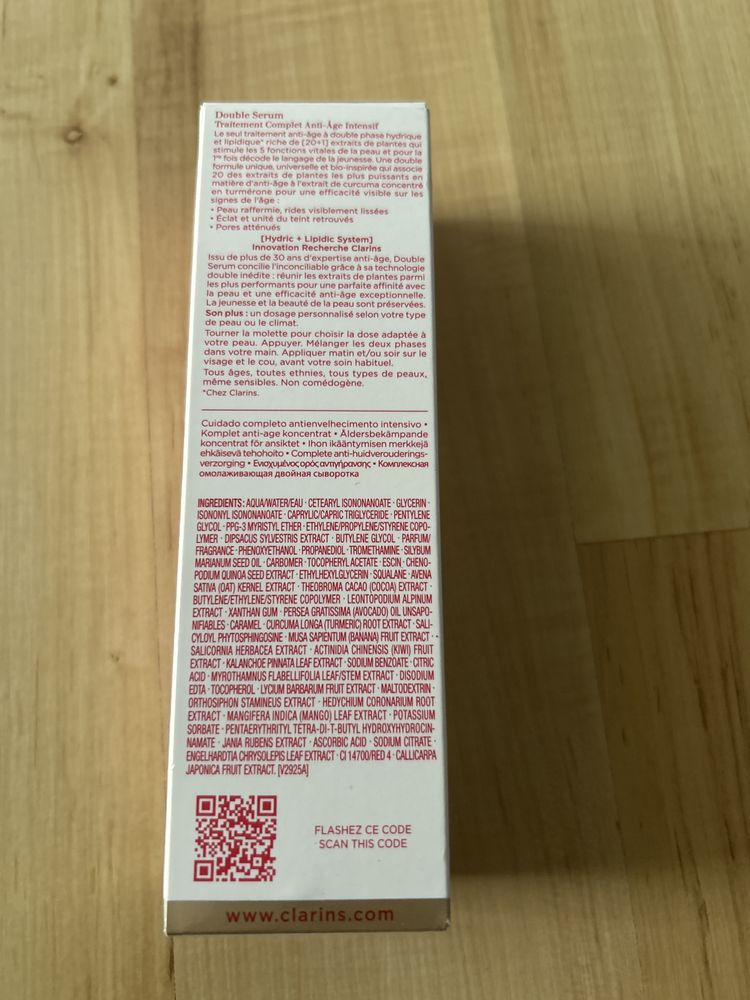 Double Serum
Traitement Complet Anti-Âge Intensif
Le seul traitement anti-âge à double phase hydrique
et lipidique* riche de [20+1] extraits de plantes qui
stimule les 5 fonctions vitales de la peau et pour la
1re fois décode le langage de la jeunesse. Une double
formule unique, universelle et bio-inspirée qui associe
20 des extraits de plantes les plus puissants en
matière d'anti-âge à l'extrait de curcuma concentré
en turmérone pour une efficacité visible sur les
signes de l'âge :
• Peau raffermie, rides visiblement lissées
• Éclat et unité du teint retrouvés
• Pores atténués
[Hydric + Lipidic System]
Innovation Recherche Clarins
Issu de plus de 30 ans d'expertise anti-âge, Double
Serum concilie l'inconciliable grâce à sa technologie
double inédite : réunir les extraits de plantes parmi
les plus performants pour une parfaite affinité avec
la peau et une efficacité anti-âge exceptionnelle.
La jeunesse et la beauté de la peau sont préservées.
Son plus : un dosage personnalisé selon votre type
de peau ou le climat.
Tourner la molette pour choisir la dose adaptée à
votre peau. Appuyer. Mélanger les deux phases
dans votre main. Appliquer matin et/ou soir sur le
visage et le cou, avant votre soin habituel.
Tous âges, toutes ethnies, tous types de peaux,
même sensibles. Non comédogène.
*Chez Clarins.
Cuidado completo antienvelhecimento intensivo •
Komplet anti-age koncentrat • Åldersbekämpande
koncentrat för ansiktet • Ihon ikääntymisen merkkejä
ehkäisevä tehohoito • Complete anti-huidverouderings-
verzorging • Ενισχυμένος ορός αντιγήρανσης • Комплексная
омолаживающая двойная сыворотка
INGREDIENTS: AQUA/WATER/EAU · CETEARYL ISONONANOATE · GLYCERIN ·
ISONONYL ISONONANOATE · CAPRYLIC/CAPRIC TRIGLYCERIDE · PENTYLENE
GLYCOL · PPG-3 MYRISTYL ETHER · ETHYLENE/PROPYLENE/STYRENE COPO-
LYMER · DIPSACUS SYLVESTRIS EXTRACT · BUTYLENE GLYCOL · PARFUM/
FRAGRANCE · PHENOXYETHANOL · PROPANEDIOL · TROMETHAMINE · SILYBUM
MARIANUM SEED OIL · CARBOMER · TOCOPHERYL ACETATE · ESCIN · CHENO-
PODIUM QUINOA SEED EXTRACT · ETHYLHEXYLGLYCERIN · SQUALANE · AVENA
SATIVA (OAT) KERNEL EXTRACT · THEOBROMA CACAO (COCOA) EXTRACT ·
BUTYLENE/ETHYLENE/STYRENE COPOLYMER · LEONTOPODIUM ALPINUM
EXTRACT · XANTHAN GUM · PERSEA GRATISSIMA (AVOCADO) OIL UNSAPO-
NIFIABLES · CARAMEL · CURCUMA LONGA (TURMERIC) ROOT EXTRACT · SALI-
CYLOYL PHYTOSPHINGOSINE · MUSA SAPIENTUM (BANANA) FRUIT EXTRACT ·
SALICORNIA HERBACEA EXTRACT · ACTINIDIA CHINENSIS (KIWI) FRUIT
EXTRACT · KALANCHOE PINNATA LEAF EXTRACT · SODIUM BENZOATE · CITRIC
ACID · MYROTHAMNUS FLABELLIFOLIA LEAF/STEM EXTRACT · DISODIUM
EDTA · TOCOPHEROL · LYCIUM BARBARUM FRUIT EXTRACT · MALTODEXTRIN ·
ORTHOSIPHON STAMINEUS EXTRACT · HEDYCHIUM CORONARIUM ROOT
EXTRACT · MANGIFERA INDICA (MANGO) LEAF EXTRACT · POTASSIUM
SORBATE · PENTAERYTHRITYL TETRA-DI-T-BUTYL HYDROXYHYDROCIN-
NAMATE · JANIA RUBENS EXTRACT · ASCORBIC ACID · SODIUM CITRATE ·
ENGELHARDTIA CHRYSOLEPIS LEAF EXTRACT · CI 14700/RED 4 · CALLICARPA
JAPONICA FRUIT EXTRACT. [V2925A]
FLASHEZ CE CODE
SCAN THIS CODE
www.clarins.com